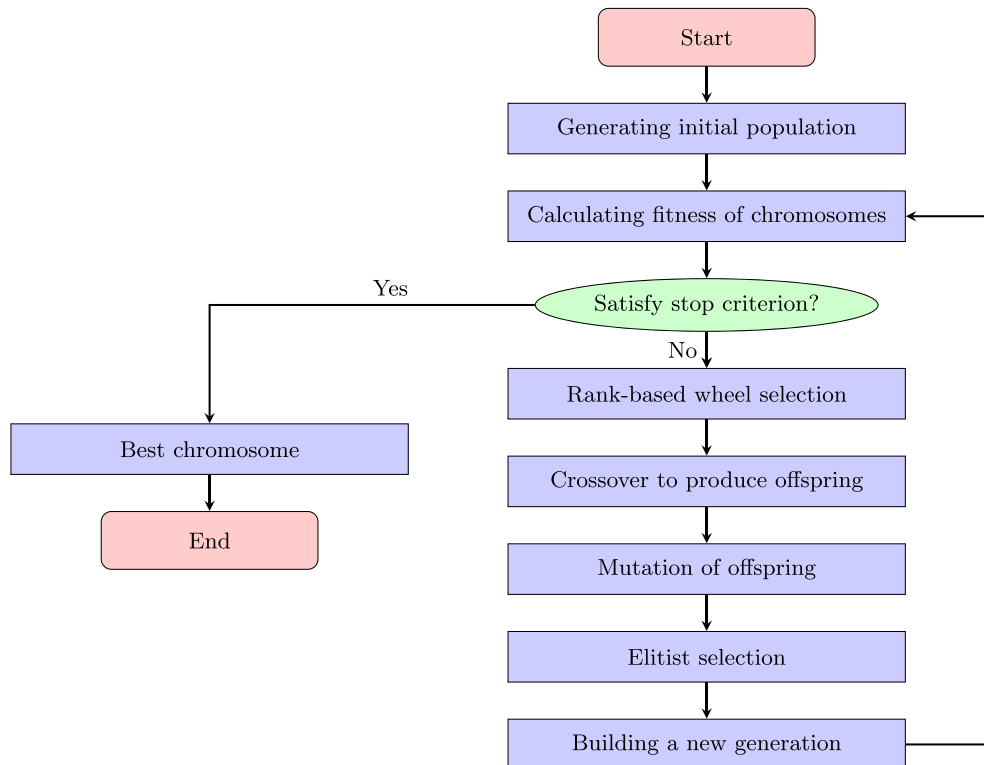 Start
Generating initial population
Calculating fitness of chromosomes
Satisfy stop criterion?
Yes
No
Rank-based wheel selection
Best chromosome
Crossover to produce offspring
End
Mutation of offspring
Elitist selection
Building a new generation